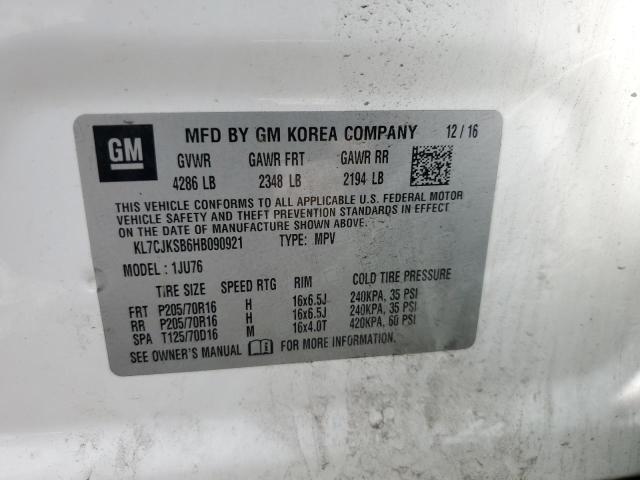 GM MFD BY GM KOREA COMPANY 12 / 16
GVWR GAWR FRT GAWR RR
4286 LB 2348 LB 2194 LB
THIS VEHICLE CONFORMS TO ALL APPLICABLE U.S. FEDERAL MOTOR
VEHICLE SAFETY AND THEFT PREVENTION STANDARDS IN EFFECT
ON THE DATE OF MANUFACTURE SHOWN ABOVE.
KL7CJKSB6HB090921 TYPE: MPV
MODEL : 1JU76
TIRE SIZE SPEED RTG RIM COLD TIRE PRESSURE
FRT P205/70R16 H 16x6.5J 240KPA, 35 PSI
RR P205/70R16 H 16x6.5J 240KPA, 35 PSI
SPA T125/70D16 M 16x4.0T 420KPA, 60 PSI
SEE OWNER'S MANUAL FOR MORE INFORMATION.